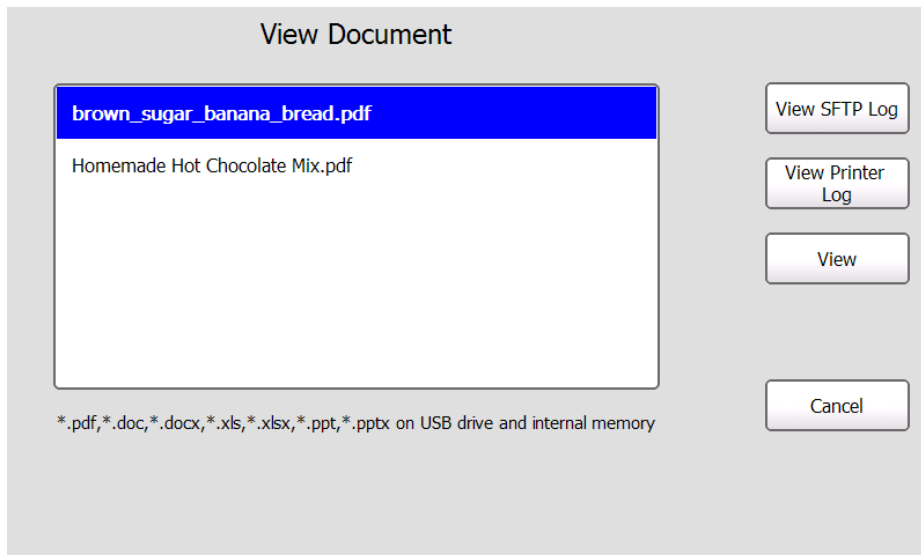 View Document
brown_sugar_banana_bread.pdf
Homemade Hot Chocolate Mix.pdf
*.pdf,*.doc,*.docx,*.xls,*.xlsx,*.ppt,*.pptx on USB drive and internal memory
View SFTP Log
View Printer
Log
View
Cancel